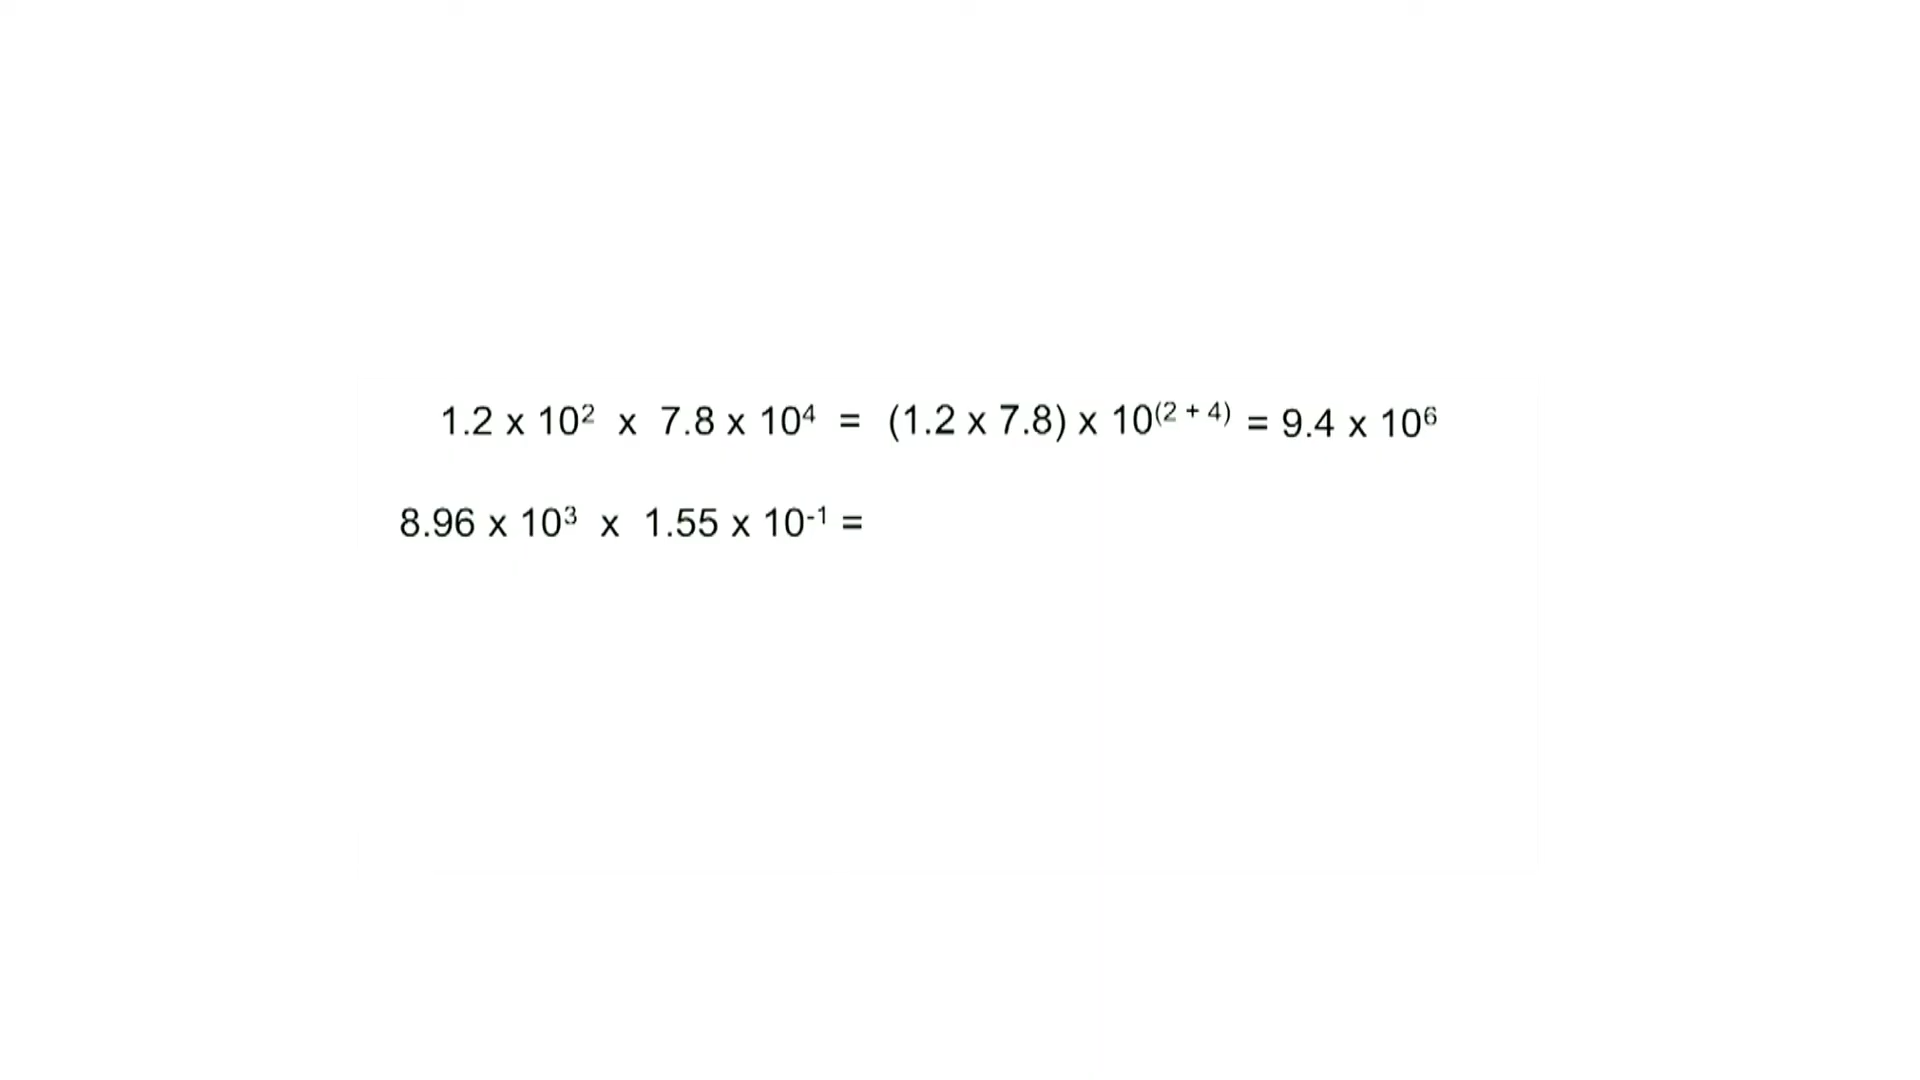 1.2 x 10² x 7.8 x 10⁴ = (1.2 x 7.8) x 10⁽² ⁺ ⁴⁾ = 9.4 x 10⁶
8.96 x 10³ x 1.55 x 10⁻¹ =